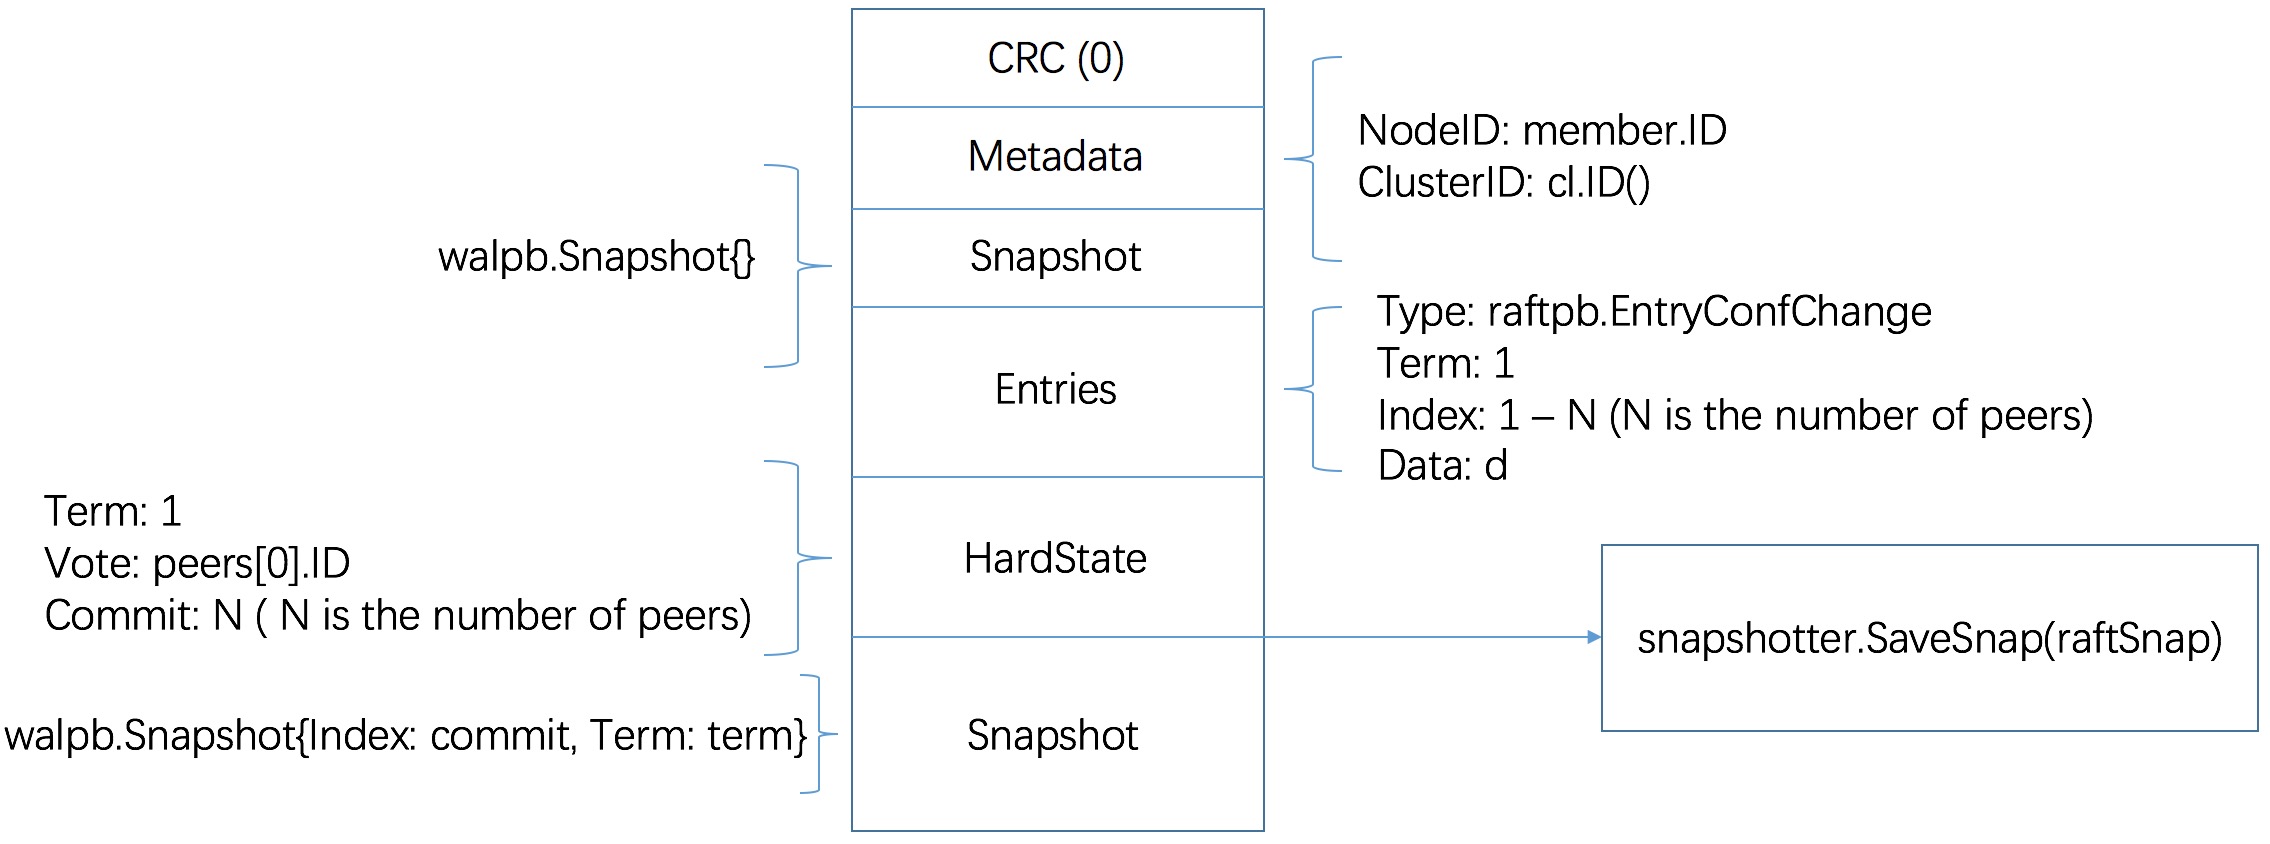 CRC (0)
Metadata
NodeID: member.ID
ClusterID: cl.ID()
walpb.Snapshot{}
Snapshot
Entries
Type: raftpb.EntryConfChange
Term: 1
Index: 1 – N (N is the number of peers)
Data: d
Term: 1
Vote: peers[0].ID
Commit: N ( N is the number of peers)
HardState
snapshotter.SaveSnap(raftSnap)
walpb.Snapshot{Index: commit, Term: term}
Snapshot